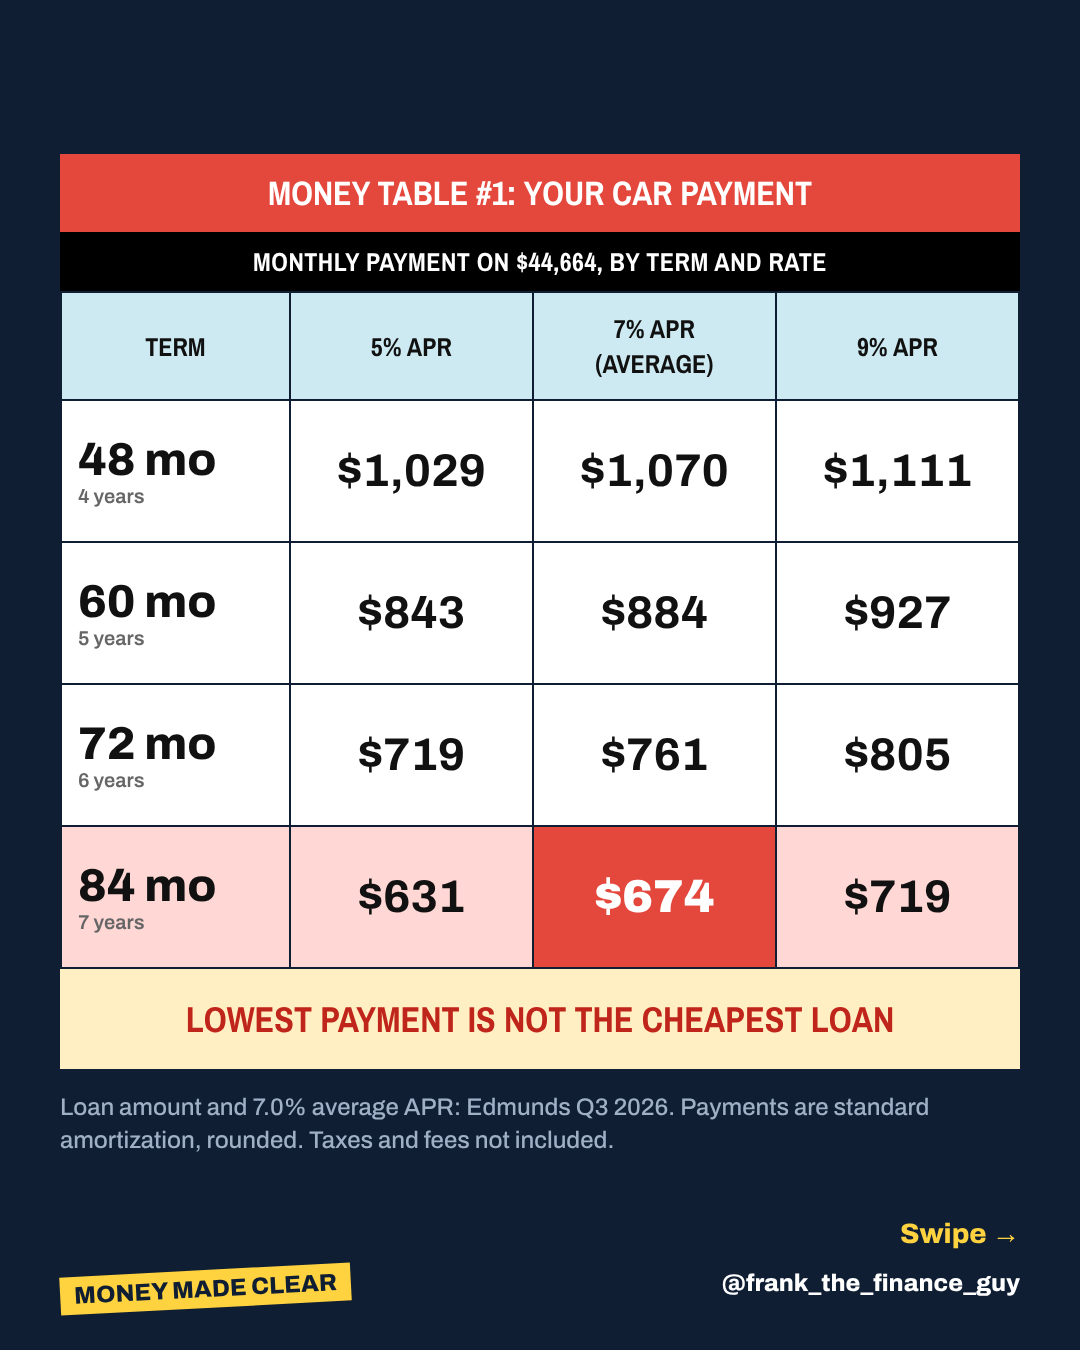 MONEY TABLE #1: YOUR CAR PAYMENT
MONTHLY PAYMENT ON $44,664, BY TERM AND RATE
TERM
5% APR
7% APR
(AVERAGE)
9% APR
48 mo
4 years
$1,029
$1,070
$1,111
60 mo
5 years
$843
$884
$927
72 mo
6 years
$719
$761
$805
84 mo
7 years
$631
$674
$719
LOWEST PAYMENT IS NOT THE CHEAPEST LOAN
Loan amount and 7.0% average APR: Edmunds Q3 2026. Payments are standard
amortization, rounded. Taxes and fees not included.
Swipe →
MONEY MADE CLEAR
@frank_the_finance_guy